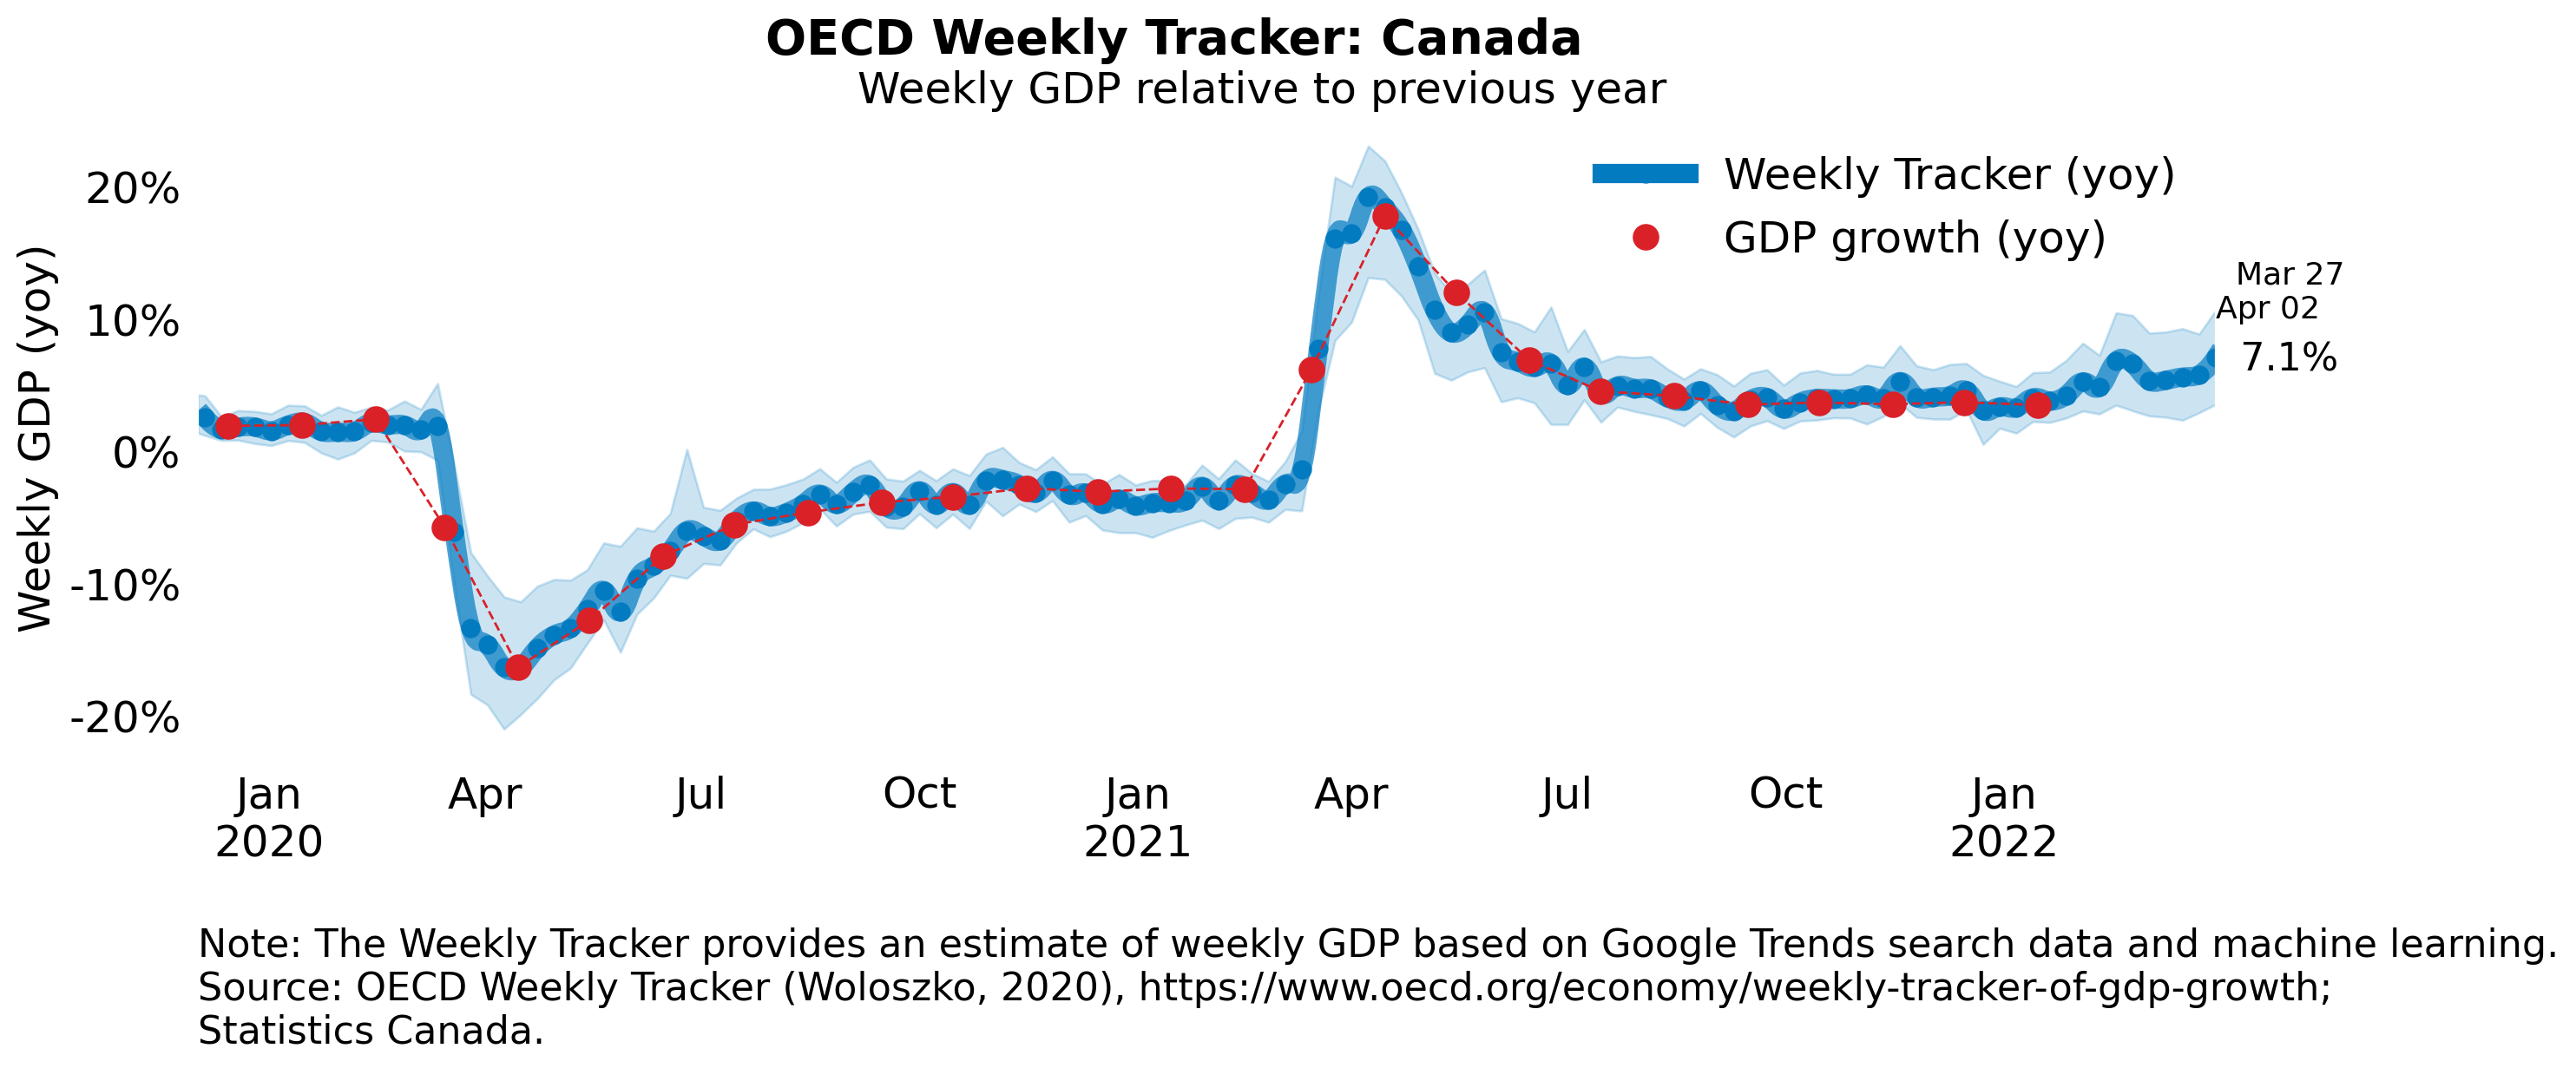 OECD Weekly Tracker: Canada
Weekly GDP relative to previous year
Weekly GDP (yoy)
20%
10%
0%
-10%
-20%
Weekly Tracker (yoy)
GDP growth (yoy)
Mar 27
Apr 02
7.1%
Jan Apr Jul Oct Jan Apr Jul Oct Jan
2020 2021 2022
Note: The Weekly Tracker provides an estimate of weekly GDP based on Google Trends search data and machine learning.
Source: OECD Weekly Tracker (Woloszko, 2020), https://www.oecd.org/economy/weekly-tracker-of-gdp-growth;
Statistics Canada.